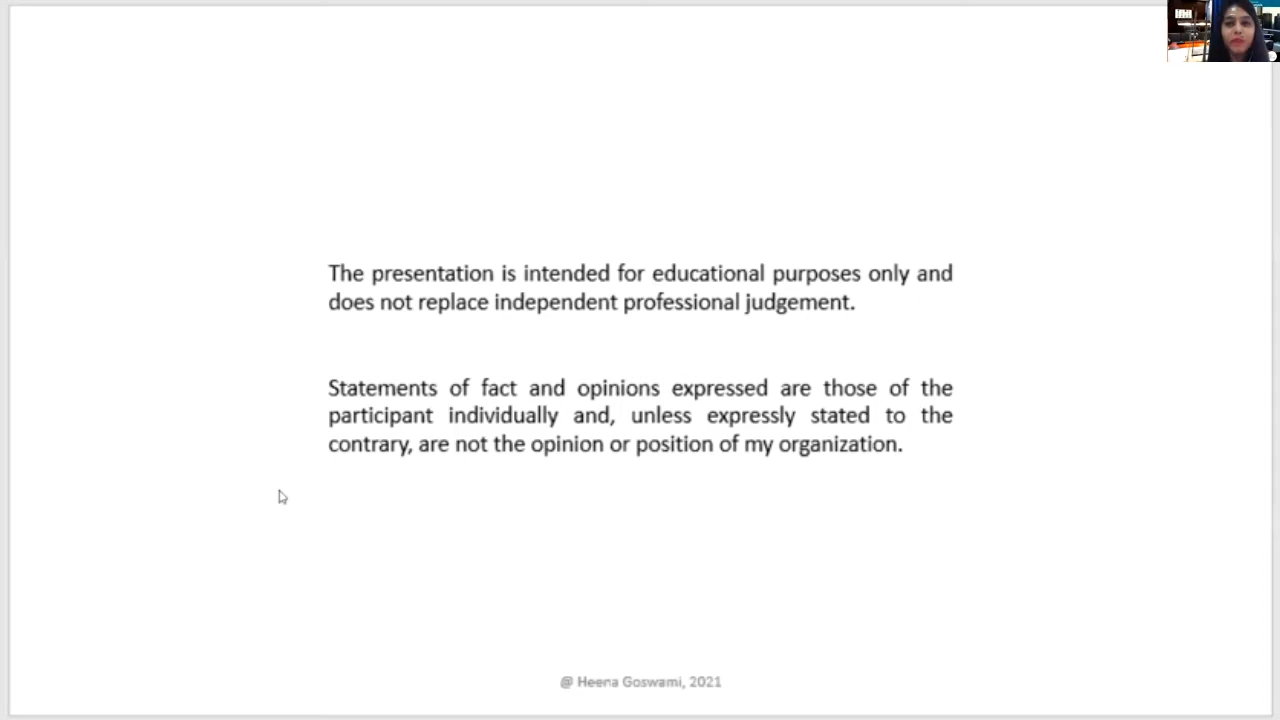 The presentation is intended for educational purposes only and
does not replace independent professional judgement.
Statements of fact and opinions expressed are those of the
participant individually and, unless expressly stated to the
contrary, are not the opinion or position of my organization.
@ Heena Goswami, 2021